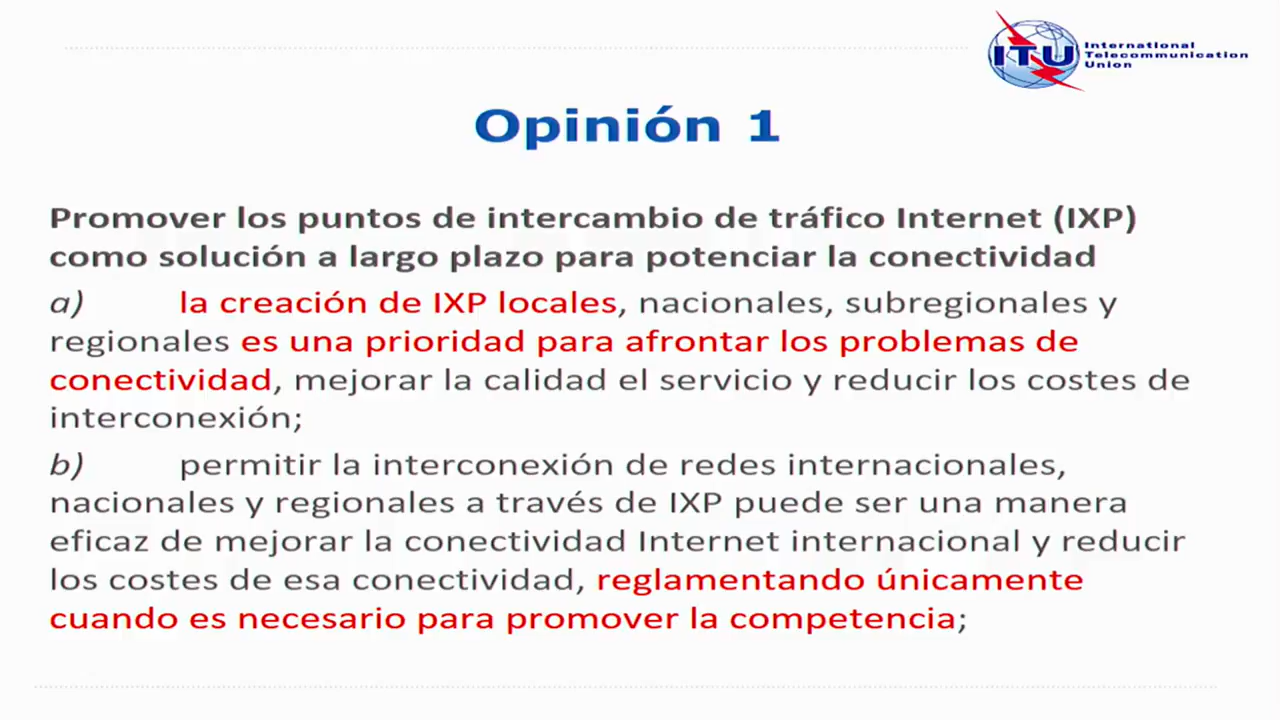 ITU International
Telecommunication
Union
Opinión 1
Promover los puntos de intercambio de tráfico Internet (IXP)
como solución a largo plazo para potenciar la conectividad
a) la creación de IXP locales, nacionales, subregionales y
regionales es una prioridad para afrontar los problemas de
conectividad, mejorar la calidad el servicio y reducir los costes de
interconexión;
b) permitir la interconexión de redes internacionales,
nacionales y regionales a través de IXP puede ser una manera
eficaz de mejorar la conectividad Internet internacional y reducir
los costes de esa conectividad, reglamentando únicamente
cuando es necesario para promover la competencia;